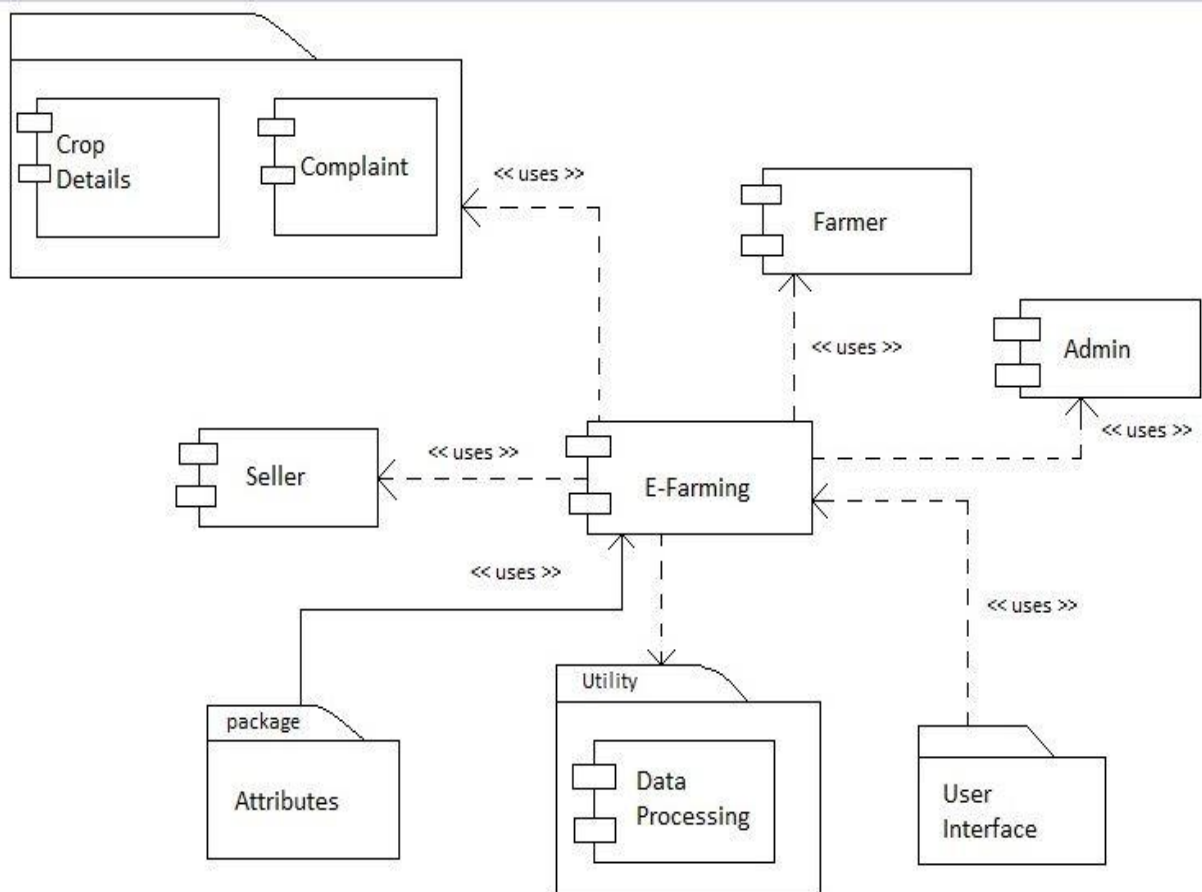 Crop
Details
Complaint
<< uses >>
Farmer
<< uses >>
Admin
<< uses >>
Seller
<< uses >>
E-Farming
<< uses >>
<< uses >>
package
Attributes
Utility
Data
Processing
User
Interface